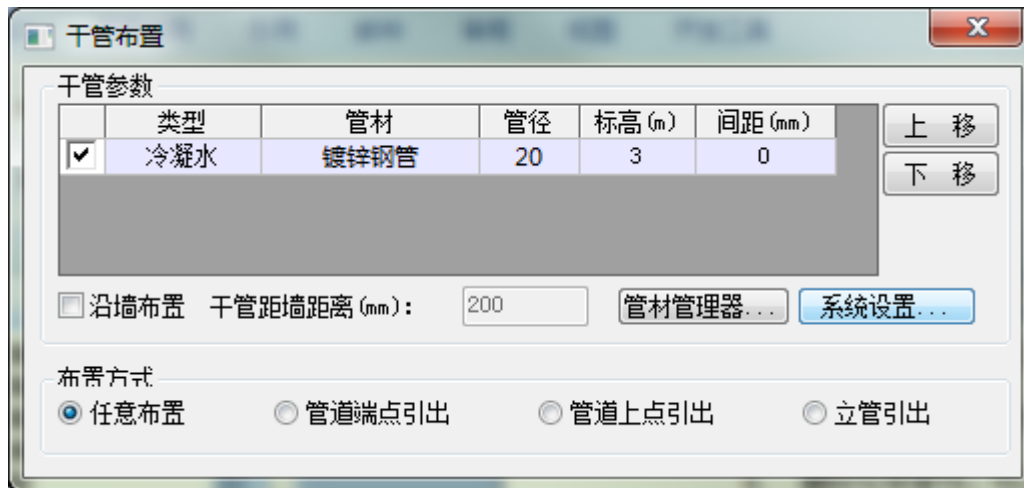 干管布置
干管参数
类型 管材 管径 标高(m) 间距(mm)
冷凝水 镀锌钢管 20 3 0
上 移
下 移
沿墙布置 干管距墙距离(mm): 200 管材管理器... 系统设置...
布置方式
任意布置 管道端点引出 管道上点引出 立管引出